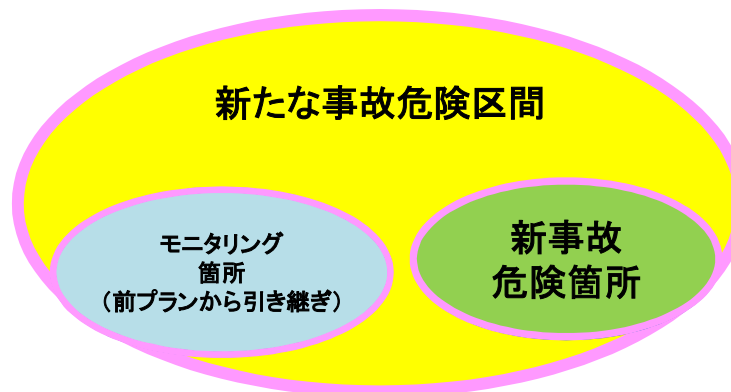 新たな事故危険区間
モニタリング
箇所
（前プランから引き継ぎ）
新事故
危険箇所